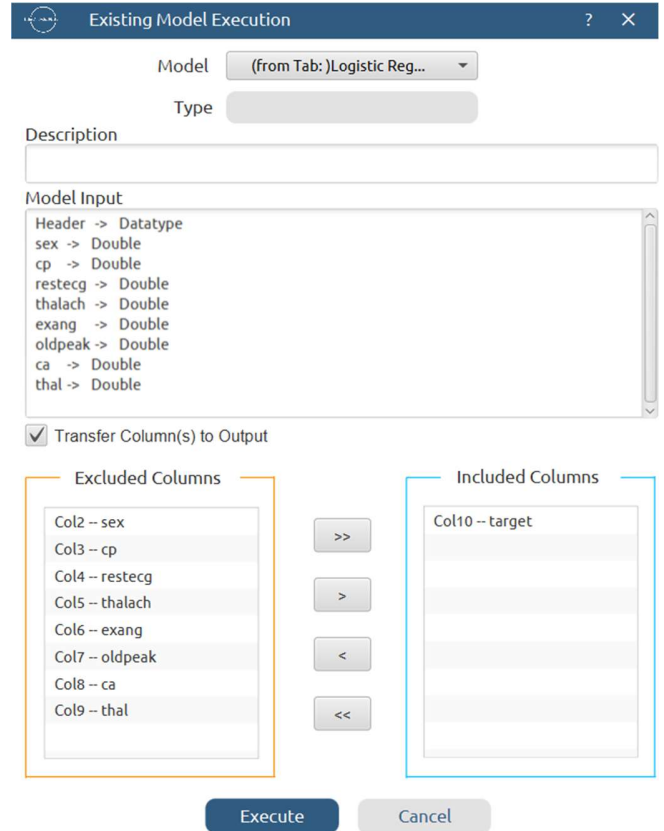 Existing Model Execution ? ×
Model (from Tab: )Logistic Reg...
Type
Description
Model Input
Header -> Datatype
sex -> Double
cp -> Double
restecg -> Double
thalach -> Double
exang -> Double
oldpeak -> Double
ca -> Double
thal -> Double
Transfer Column(s) to Output
Excluded Columns
Col2 -- sex
Col3 -- cp
Col4 -- restecg
Col5 -- thalach
Col6 -- exang
Col7 -- oldpeak
Col8 -- ca
Col9 -- thal
>>
>
<
<<
Included Columns
Col10 -- target
Execute Cancel